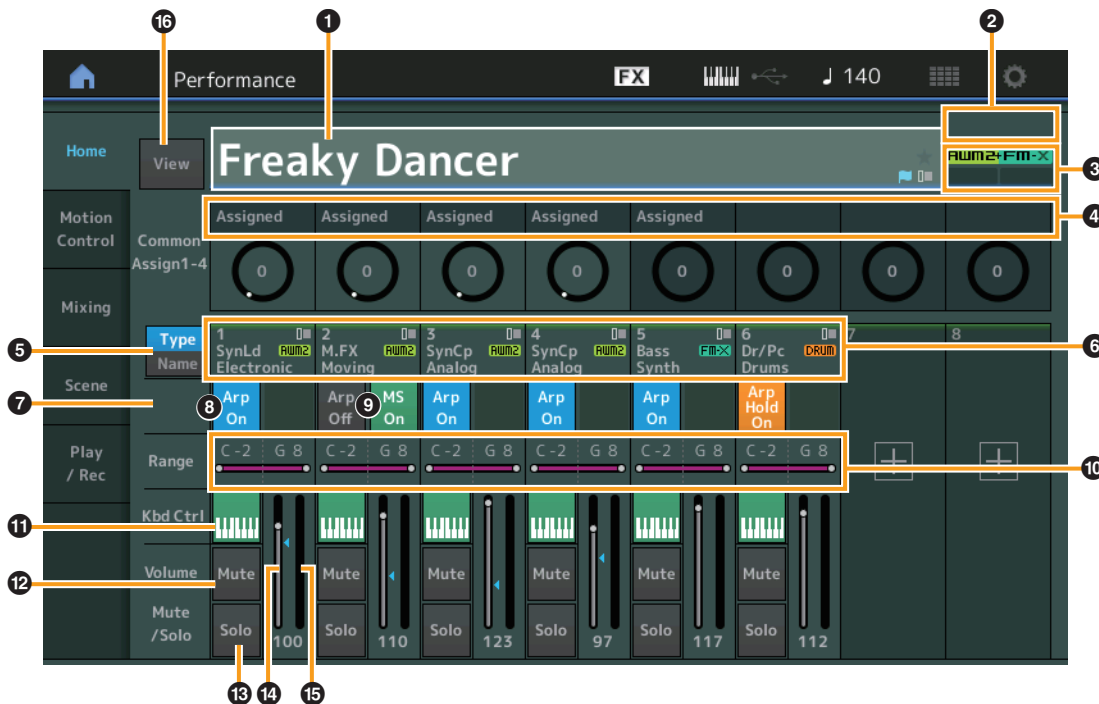 16 1 2
Performance FX 140
Home View Freaky Dancer AWM2+FM-X 3
Motion Control Common Assign1-4 Assigned Assigned Assigned Assigned Assigned 4
0 0 0 0 0 0 0 0
Mixing
5 Type 1 2 3 4 5 6 7 8 6
Name SynLd AWM2 M.FX AWM2 SynCp AWM2 SynCp AWM2 Bass FM-X Dr/Pc DRUM
Electronic Moving Analog Analog Synth Drums
7 Scene 8 Arp On Arp Off 9 MS On Arp On Arp On Arp On Arp Hold On
Play / Rec Range C -2 G 8 C -2 G 8 C -2 G 8 C -2 G 8 C -2 G 8 C -2 G 8 10
11 Kbd Ctrl
12 Volume Mute Mute Mute Mute Mute Mute
Mute /Solo Solo 100 Solo 110 Solo 123 Solo 97 Solo 117 Solo 112
13 14 15